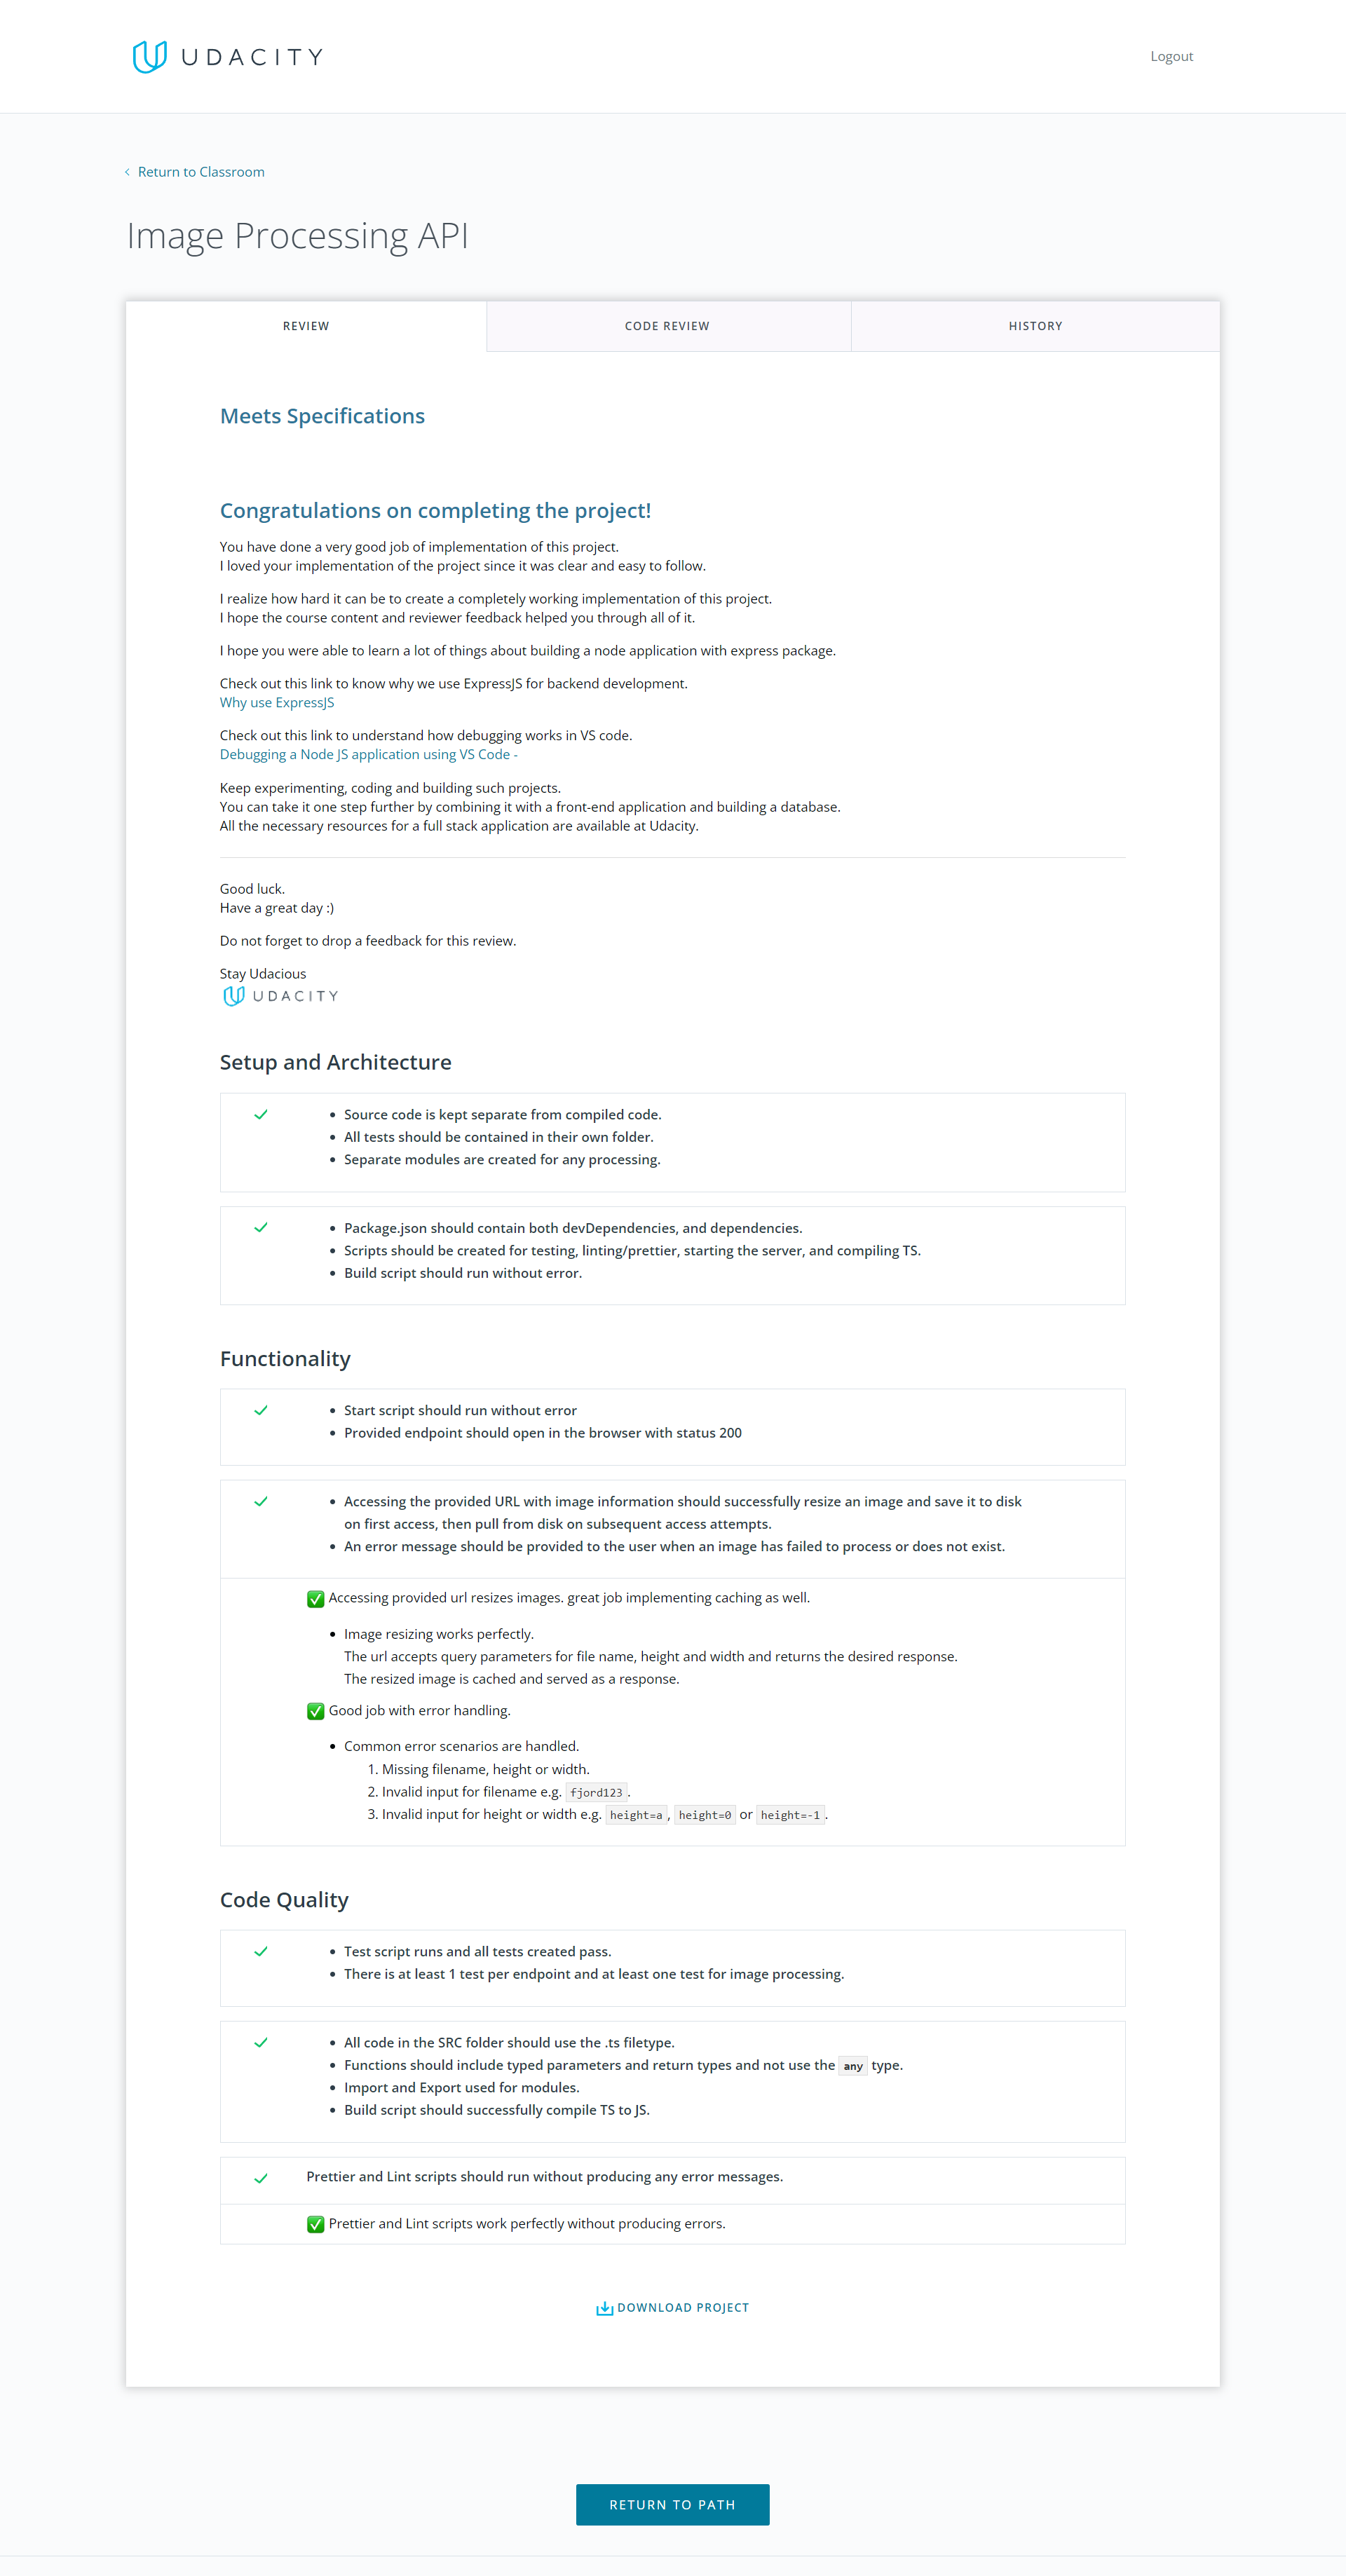 UDACITY
Logout
Return to Classroom
Image Processing API
REVIEW
CODE REVIEW
HISTORY
Meets Specifications
Congratulations on completing the project!
You have done a very good job of implementation of this project.
I loved your implementation of the project since it was clear and easy to follow.
I realize how hard it can be to create a completely working implementation of this project.
I hope the course content and reviewer feedback helped you through all of it.
I hope you were able to learn a lot of things about building a node application with express package.
Check out this link to know why we use ExpressJS for backend development.
Why use ExpressJS
Check out this link to understand how debugging works in VS code.
Debugging a Node JS application using VS Code -
Keep experimenting, coding and building such projects.
You can take it one step further by combining it with a front-end application and building a database.
All the necessary resources for a full stack application are available at Udacity.
Good luck.
Have a great day :)
Do not forget to drop a feedback for this review.
Stay Udacious
UDACITY
Setup and Architecture
Source code is kept separate from compiled code.
All tests should be contained in their own folder.
Separate modules are created for any processing.
Package.json should contain both devDependencies, and dependencies.
Scripts should be created for testing, linting/prettier, starting the server, and compiling TS.
Build script should run without error.
Functionality
Start script should run without error
Provided endpoint should open in the browser with status 200
Accessing the provided URL with image information should successfully resize an image and save it to disk
on first access, then pull from disk on subsequent access attempts.
An error message should be provided to the user when an image has failed to process or does not exist.
✅ Accessing provided url resizes images. great job implementing caching as well.
Image resizing works perfectly.
The url accepts query parameters for file name, height and width and returns the desired response.
The resized image is cached and served as a response.
✅ Good job with error handling.
Common error scenarios are handled.
1. Missing filename, height or width.
2. Invalid input for filename e.g. fjord123.
3. Invalid input for height or width e.g. height=a, height=0 or height=-1.
Code Quality
Test script runs and all tests created pass.
There is at least 1 test per endpoint and at least one test for image processing.
All code in the SRC folder should use the .ts filetype.
Functions should include typed parameters and return types and not use the any type.
Import and Export used for modules.
Build script should successfully compile TS to JS.
Prettier and Lint scripts should run without producing any error messages.
✅ Prettier and Lint scripts work perfectly without producing errors.
DOWNLOAD PROJECT
RETURN TO PATH